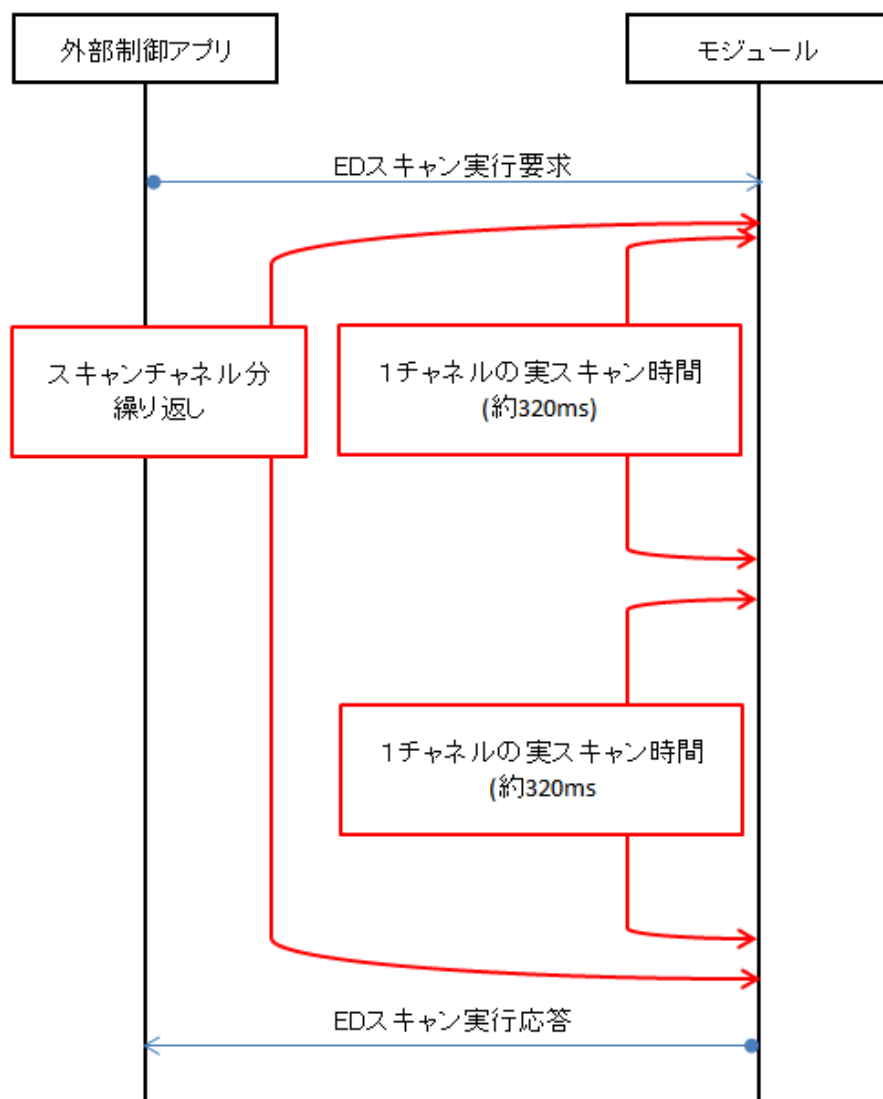 外部制御アプリ
モジュール
EDスキャン実行要求
スキャンチャネル分
繰り返し
1チャネルの実スキャン時間
(約320ms)
1チャネルの実スキャン時間
(約320ms
EDスキャン実行応答